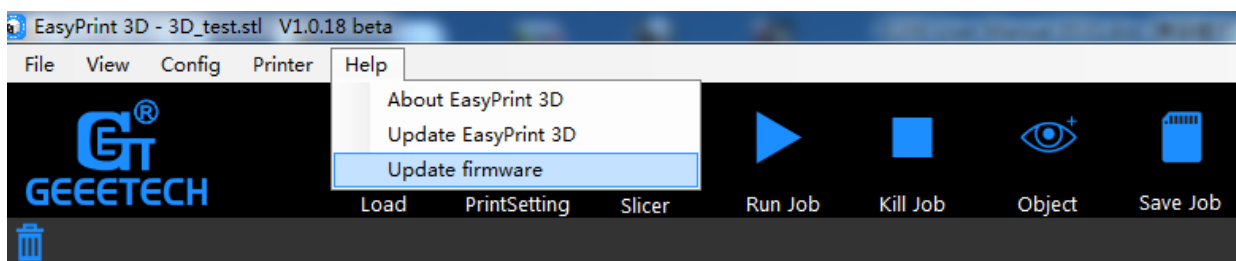 EasyPrint 3D - 3D_test.stl V1.0.18 beta
File View Config Printer Help
About EasyPrint 3D
Update EasyPrint 3D
Update firmware
GEEETECH®
Load PrintSetting Slicer Run Job Kill Job Object Save Job